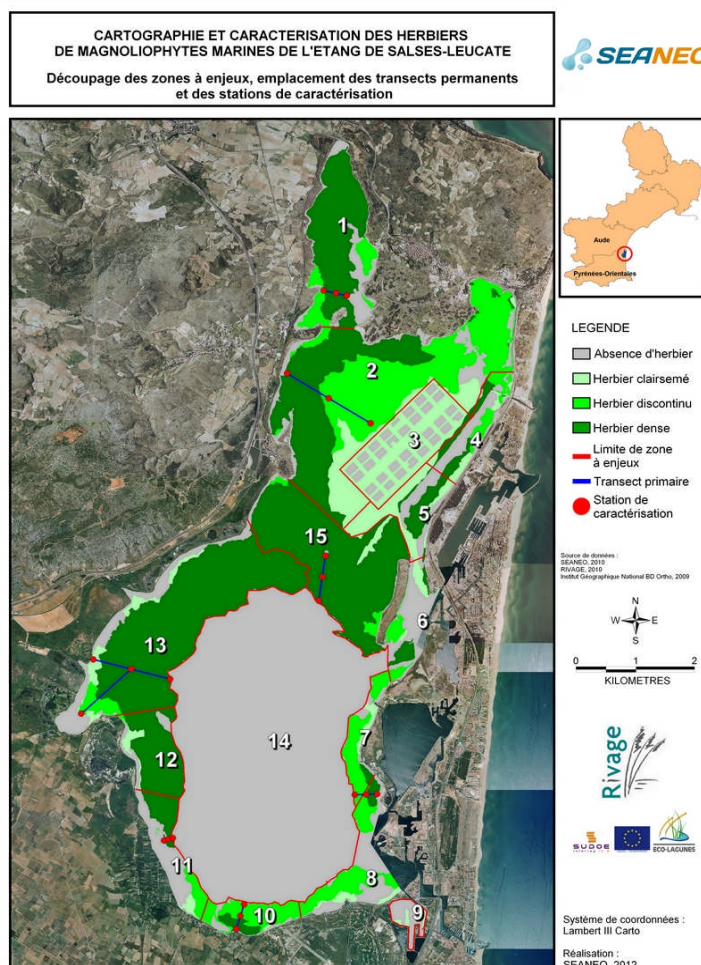 CARTOGRAPHIE ET CARACTERISATION DES HERBIERS
DE MAGNOLIOPHYTES MARINES DE L'ETANG DE SALSES-LEUCATE
Découpage des zones à enjeux, emplacement des transects permanents
et des stations de caractérisation
SEANEO
Aude
Pyrénées-Orientales
LEGENDE
Absence d'herbier
Herbier clairsemé
Herbier discontinu
Herbier dense
Limite de zone
à enjeux
Transect primaire
Station de
caractérisation
Source de données :
SEANEO, 2010
RIVAGE, 2010
Institut Géographique National BD Ortho, 2009
N
W E
S
0 1 2
KILOMETRES
Rivage
SUDOE
ECO-LAGUNES
Système de coordonnées :
Lambert III Carto
Réalisation :
SEANEO, 2012
1
2
3
4
5
15
6
13
14
7
12
11
8
10
9